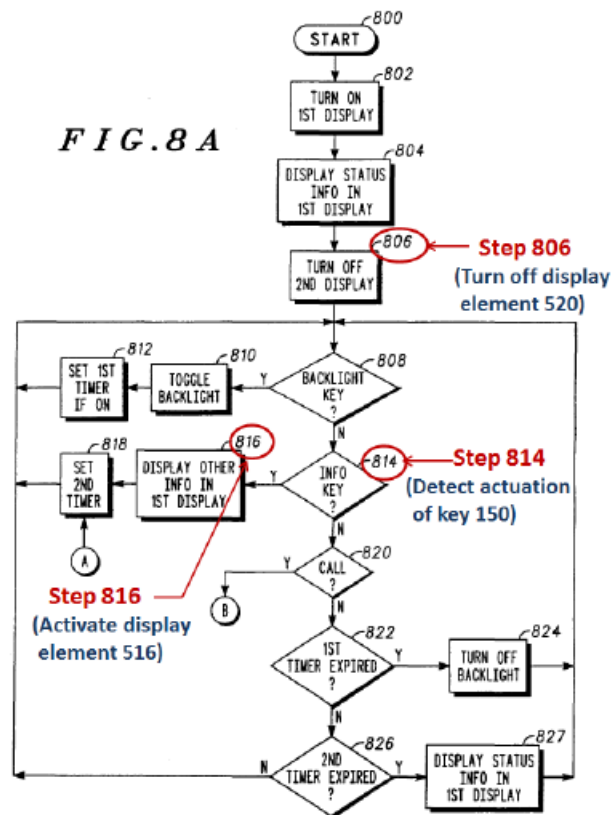 FIG.8A
800
START
802
TURN ON
1ST DISPLAY
804
DISPLAY STATUS
INFO IN
1ST DISPLAY
806
TURN OFF
2ND DISPLAY
Step 806
(Turn off display
element 520)
812
SET 1ST
TIMER
IF ON
810
TOGGLE
BACKLIGHT
Y
808
BACKLIGHT
KEY
?
N
818
SET
2ND
TIMER
816
DISPLAY OTHER
INFO IN
1ST DISPLAY
Y
814
INFO
KEY
?
N
Step 814
(Detect actuation
of key 150)
A
820
CALL
?
Y
B
N
Step 816
(Activate display
element 516)
822
1ST
TIMER EXPIRED
?
Y
824
TURN OFF
BACKLIGHT
N
826
2ND
TIMER EXPIRED
?
N
Y
827
DISPLAY STATUS
INFO IN
1ST DISPLAY